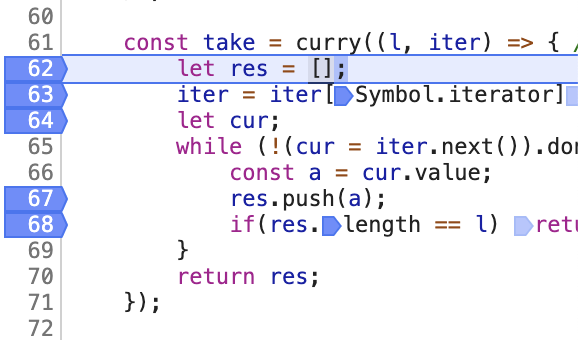 60
61 const take = curry((l, iter) => { /
62 let res = [];
63 iter = iter[Symbol.iterator]
64 let cur;
65 while (!(cur = iter.next()).don
66 const a = cur.value;
67 res.push(a);
68 if(res.length == l) retu
69 }
70 return res;
71 });
72